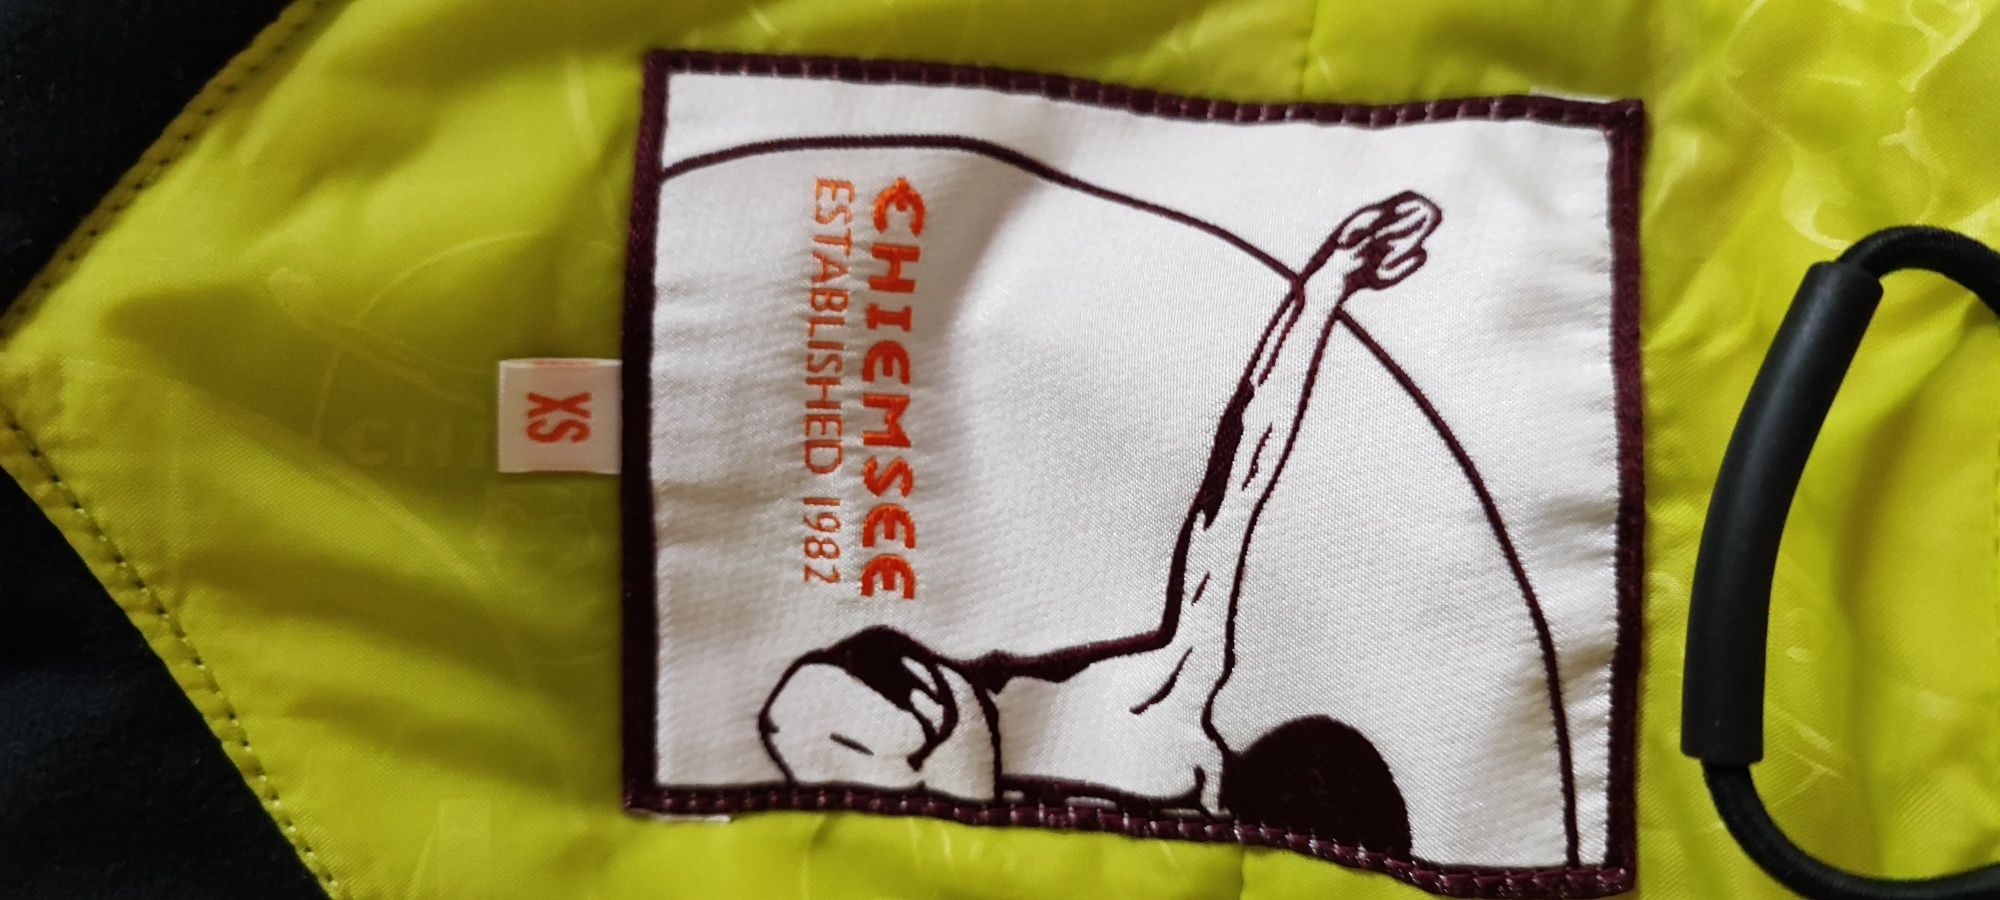 CHIEMSEE
ESTABLISHED 1982
XS